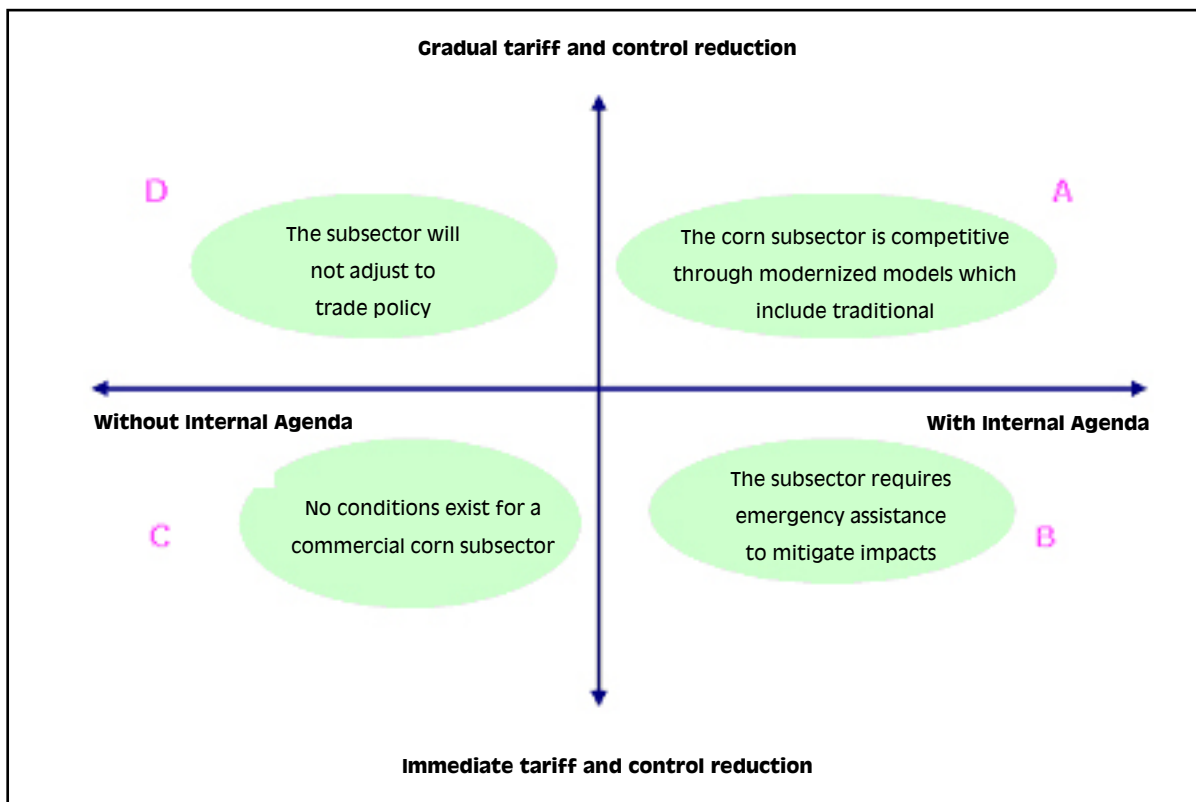 Gradual tariff and control reduction
D
A
The subsector will
not adjust to
trade policy
The corn subsector is competitive
through modernized models which
include traditional
Without Internal Agenda
With Internal Agenda
No conditions exist for a
commercial corn subsector
C
The subsector requires
emergency assistance
to mitigate impacts
B
Immediate tariff and control reduction